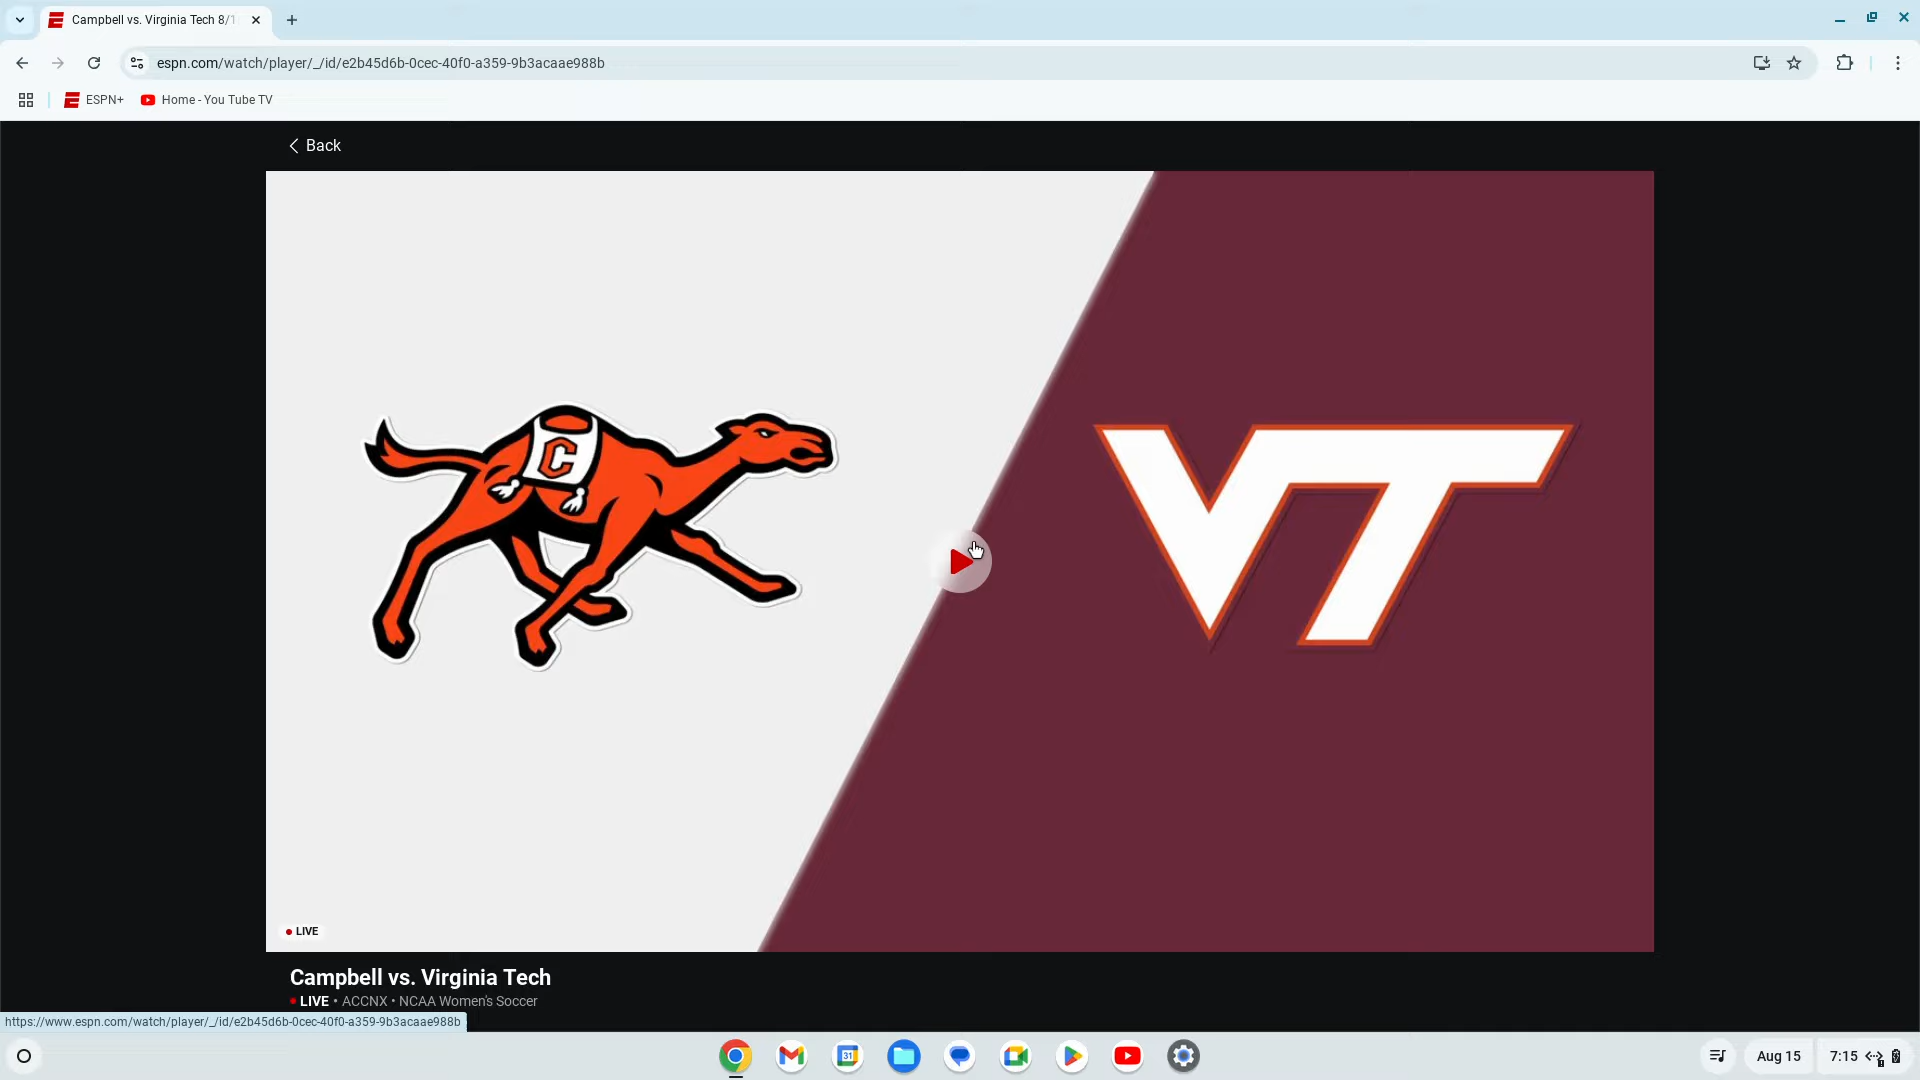 Campbell vs. Virginia Tech 8/1
espn.com/watch/player/_/id/e2b45d6b-0cec-40f0-a359-9b3acaae988b
ESPN+
Home - You Tube TV
Back
C
VT
LIVE
Campbell vs. Virginia Tech
LIVE • ACCNX • NCAA Women's Soccer
https://www.espn.com/watch/player/_/id/e2b45d6b-0cec-40f0-a359-9b3acaae988b
31
Aug 15
7:15